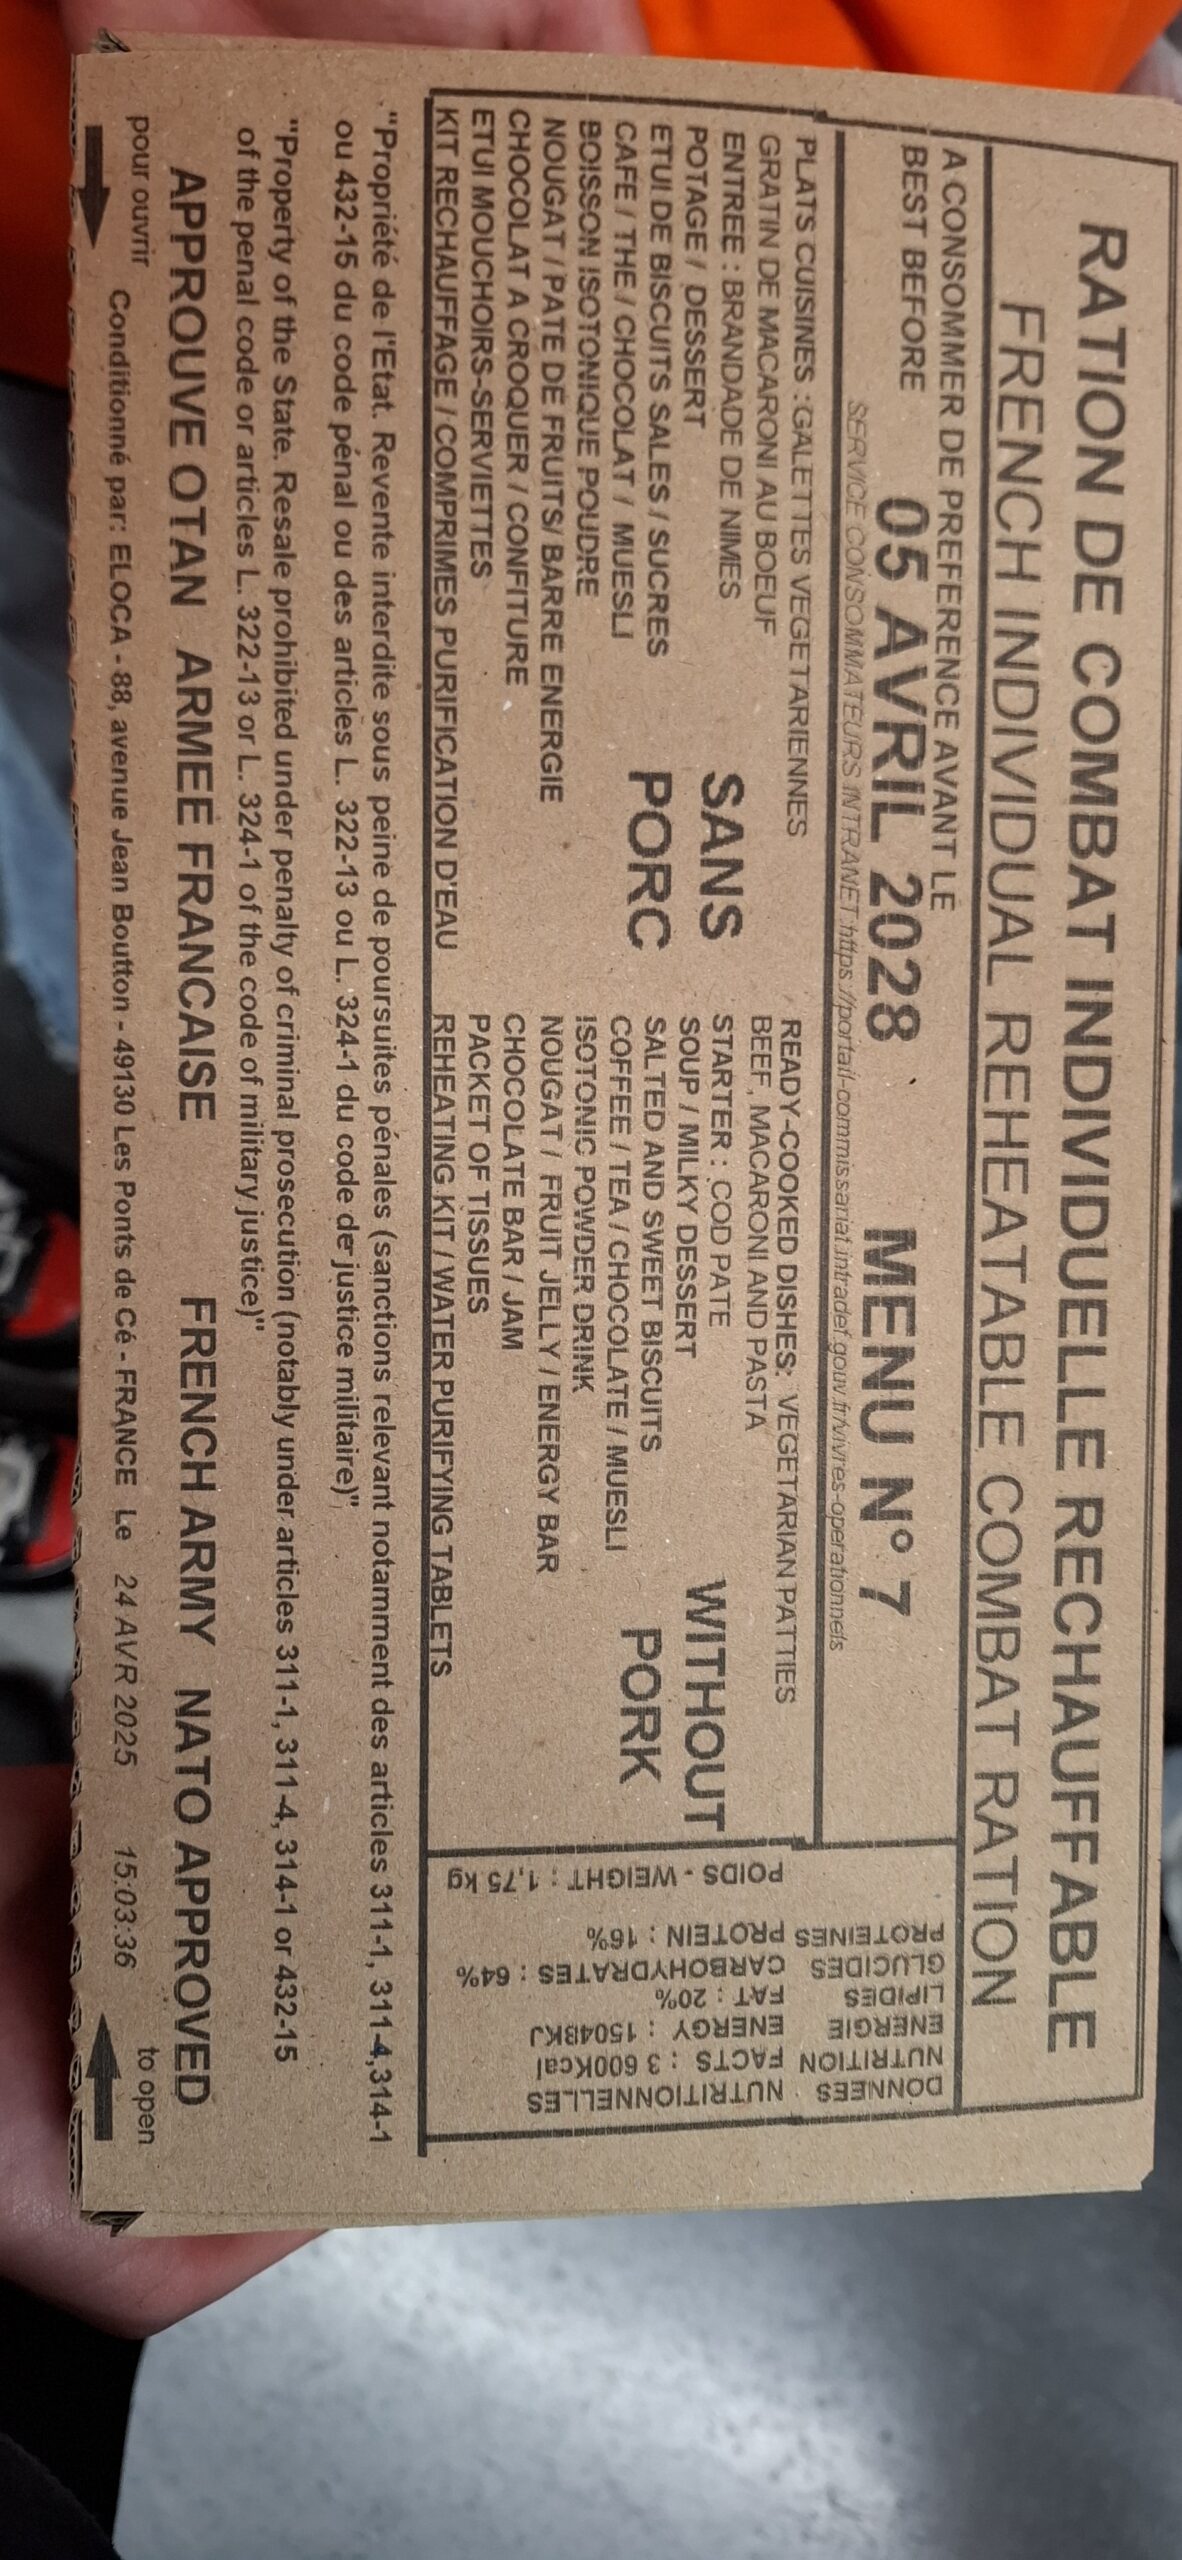 RATION DE COMBAT INDIVIDUELLE RECHAUFFABLE
FRENCH INDIVIDUAL REHEATABLE COMBAT RATION
A CONSOMMER DE PREFERENCE AVANT LE
BEST BEFORE 05 AVRIL 2028 MENU N° 7
SERVICE CONSOMMATEURS INTRANET:https://portail-commissariat.intradef.gouv.fr/vivres-operationnels
PLATS CUISINES :GALETTES VEGETARIENNES
GRATIN DE MACARONI AU BOEUF
ENTREE : BRANDADE DE NIMES
POTAGE / DESSERT
ETUI DE BISCUITS SALES / SUCRES
CAFE / THE / CHOCOLAT / MUESLI
BOISSON ISOTONIQUE POUDRE
NOUGAT / PATE DE FRUITS/ BARRE ENERGIE
CHOCOLAT A CROQUER / CONFITURE
ETUI MOUCHOIRS-SERVIETTES
KIT RECHAUFFAGE / COMPRIMES PURIFICATION D'EAU
SANS
PORC
READY-COOKED DISHES: VEGETARIAN PATTIES
BEEF, MACARRONI AND PASTA
STARTER : COD PATE
SOUP / MILKY DESSERT
SALTED AND SWEET BISCUITS
COFFEE / TEA / CHOCOLATE / MUESLI
ISOTONIC POWDER DRINK
NOUGAT / FRUIT JELLY / ENERGY BAR
CHOCOLATE BAR / JAM
PACKET OF TISSUES
REHEATING KIT / WATER PURIFYING TABLETS
WITHOUT
PORK
DONNEES NUTRITIONNELLES
NUTRITION FACTS : 3 600Kcal
ENERGIE ENERGY : 15048KJ
LIPIDES FAT : 20%
GLUCIDES CARBOHYDRATES : 64%
PROTEINES PROTEIN : 16%
POIDS - WEIGHT : 1,75 kg
"Propriété de l'Etat. Revente interdite sous peine de poursuites pénales (sanctions relevant notamment des articles 311-1, 311-4,314-1
ou 432-15 du code pénal ou des articles L. 322-13 ou L. 324-1 du code de justice militaire)"
"Property of the State. Resale prohibited under penalty of criminal prosecution (notably under articles 311-1, 311-4, 314-1 or 432-15
of the penal code or articles L. 322-13 or L. 324-1 of the code of military justice)"
APPROUVE OTAN ARMEE FRANCAISE FRENCH ARMY NATO APPROVED
pour ouvrir Conditionné par: ELOCA - 88, avenue Jean Boutton - 49130 Les Ponts de Cé - FRANCE Le 24 AVR 2025 15:03:36 to open